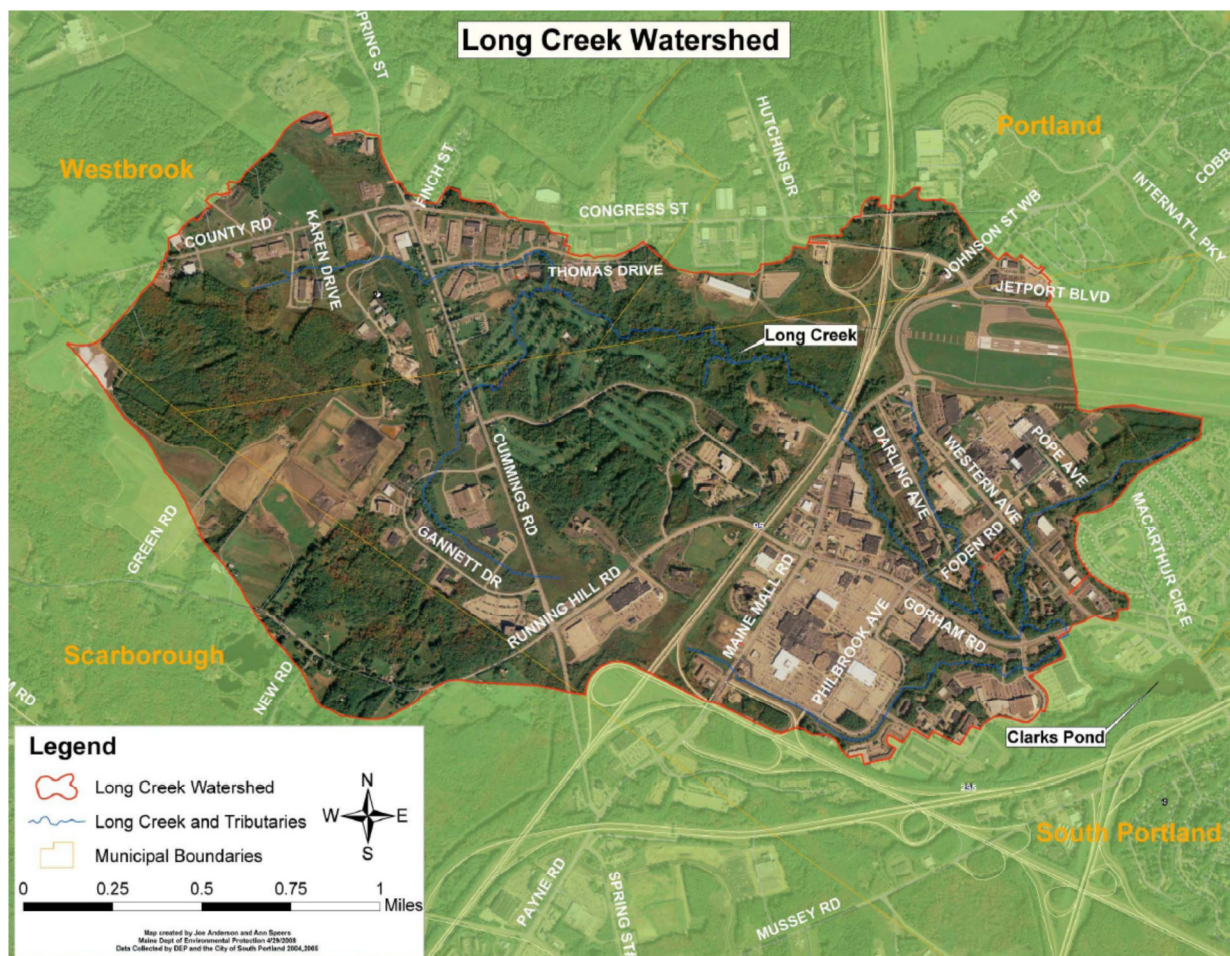 Long Creek Watershed
SPRING ST
HUTCHINS DR
Portland
COBB
Westbrook
FINCH ST
INTERNAT'L PKY
CONGRESS ST
KAREN DRIVE
COUNTY RD
JOHNSON ST WB
THOMAS DRIVE
JETPORT BLVD
Long Creek
CUMMINGS RD
DARLING AVE
WESTERN AVE
POPE AVE
MACARTHUR CIR E
GREEN RD
95
GANNETT DR
FODEN RD
RUNNING HILL RD
MAINE MALL RD
PHILBROOK AVE
GORHAM RD
Scarborough
NEW RD
M RD
Clarks Pond
South Portland
PAYNE RD
SPRING ST
MUSSEY RD
Legend
Long Creek Watershed
Long Creek and Tributaries
Municipal Boundaries
N
W E
S
0 0.25 0.5 0.75 1
Miles
Map created by Joe Anderson and Ann Speers
Maine Dept of Environmental Protection 4/29/2008
Data Collected by DEP and the City of South Portland 2004,2005